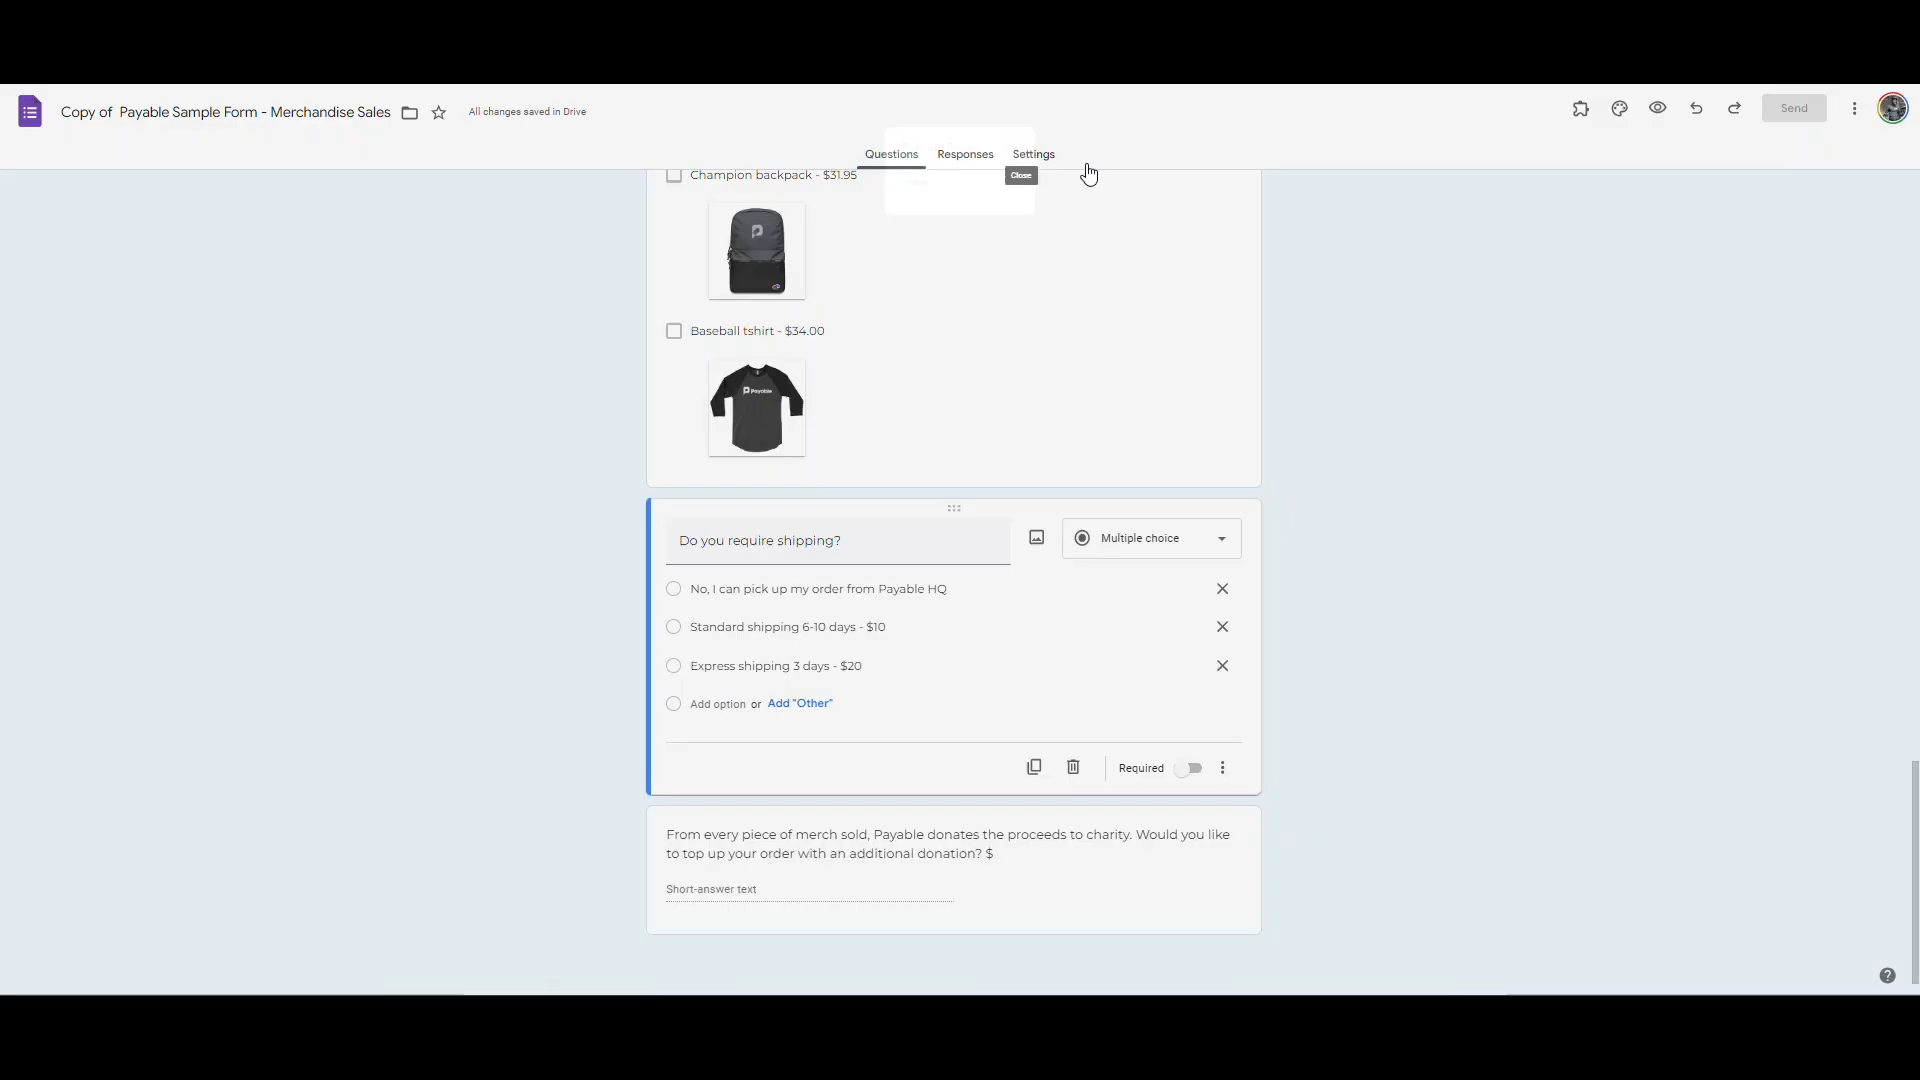 Copy of Payable Sample Form - Merchandise Sales
All changes saved in Drive
Send
Questions
Responses
Settings
Close
Champion backpack - $31.95
Baseball tshirt - $34.00
Payable
Do you require shipping?
Multiple choice
No, I can pick up my order from Payable HQ
Standard shipping 6-10 days - $10
Express shipping 3 days - $20
Add option or Add "Other"
Required
From every piece of merch sold, Payable donates the proceeds to charity. Would you like
to top up your order with an additional donation? $
Short-answer text